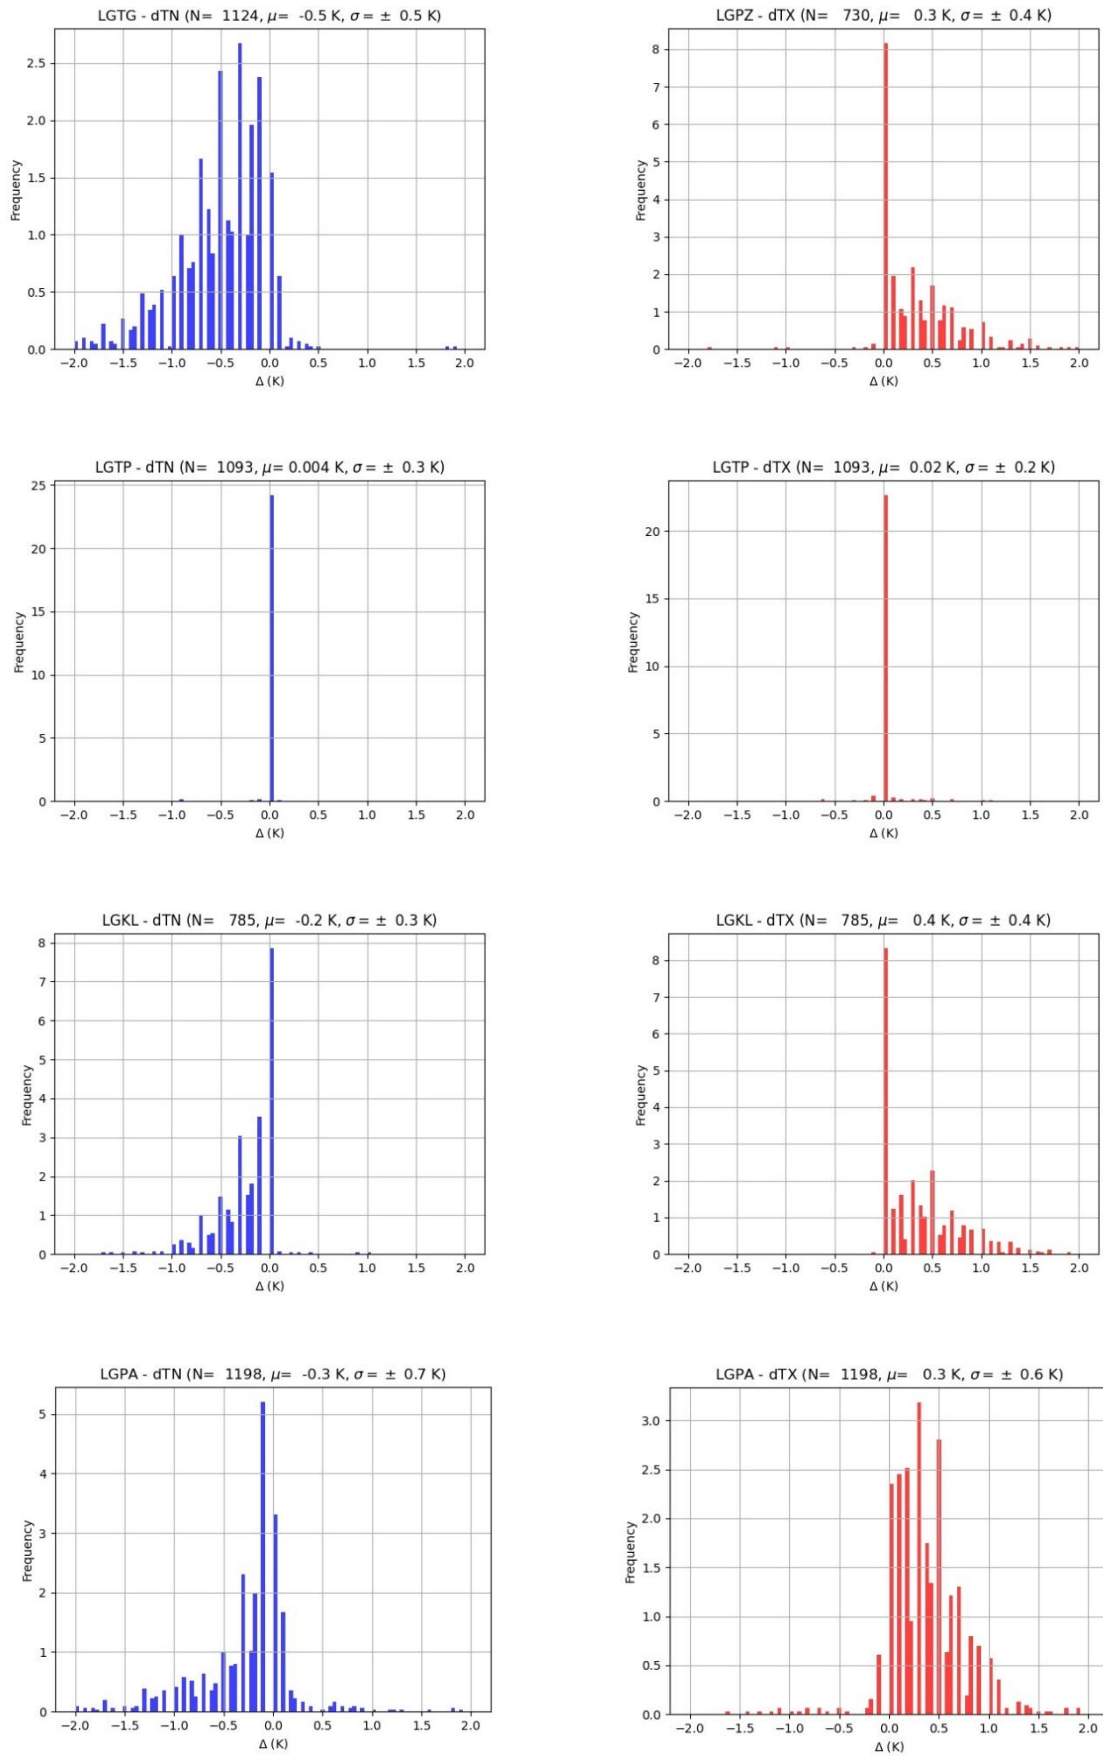 LGTG - dTN (N= 1124, μ= -0.5 K, σ= ± 0.5 K)
2.5
2.0
1.5
1.0
0.5
0.0
Frequency
−2.0 −1.5 −1.0 −0.5 0.0 0.5 1.0 1.5 2.0
Δ (K)
LGPZ - dTX (N= 730, μ= 0.3 K, σ= ± 0.4 K)
8
7
6
5
4
3
2
1
0
Frequency
−2.0 −1.5 −1.0 −0.5 0.0 0.5 1.0 1.5 2.0
Δ (K)
LGTP - dTN (N= 1093, μ= 0.004 K, σ= ± 0.3 K)
25
20
15
10
5
0
Frequency
−2.0 −1.5 −1.0 −0.5 0.0 0.5 1.0 1.5 2.0
Δ (K)
LGTP - dTX (N= 1093, μ= 0.02 K, σ= ± 0.2 K)
20
15
10
5
0
Frequency
−2.0 −1.5 −1.0 −0.5 0.0 0.5 1.0 1.5 2.0
Δ (K)
LGKL - dTN (N= 785, μ= -0.2 K, σ= ± 0.3 K)
8
7
6
5
4
3
2
1
0
Frequency
−2.0 −1.5 −1.0 −0.5 0.0 0.5 1.0 1.5 2.0
Δ (K)
LGKL - dTX (N= 785, μ= 0.4 K, σ= ± 0.4 K)
8
7
6
5
4
3
2
1
0
Frequency
−2.0 −1.5 −1.0 −0.5 0.0 0.5 1.0 1.5 2.0
Δ (K)
LGPA - dTN (N= 1198, μ= -0.3 K, σ= ± 0.7 K)
5
4
3
2
1
0
Frequency
−2.0 −1.5 −1.0 −0.5 0.0 0.5 1.0 1.5 2.0
Δ (K)
LGPA - dTX (N= 1198, μ= 0.3 K, σ= ± 0.6 K)
3.0
2.5
2.0
1.5
1.0
0.5
0.0
Frequency
−2.0 −1.5 −1.0 −0.5 0.0 0.5 1.0 1.5 2.0
Δ (K)